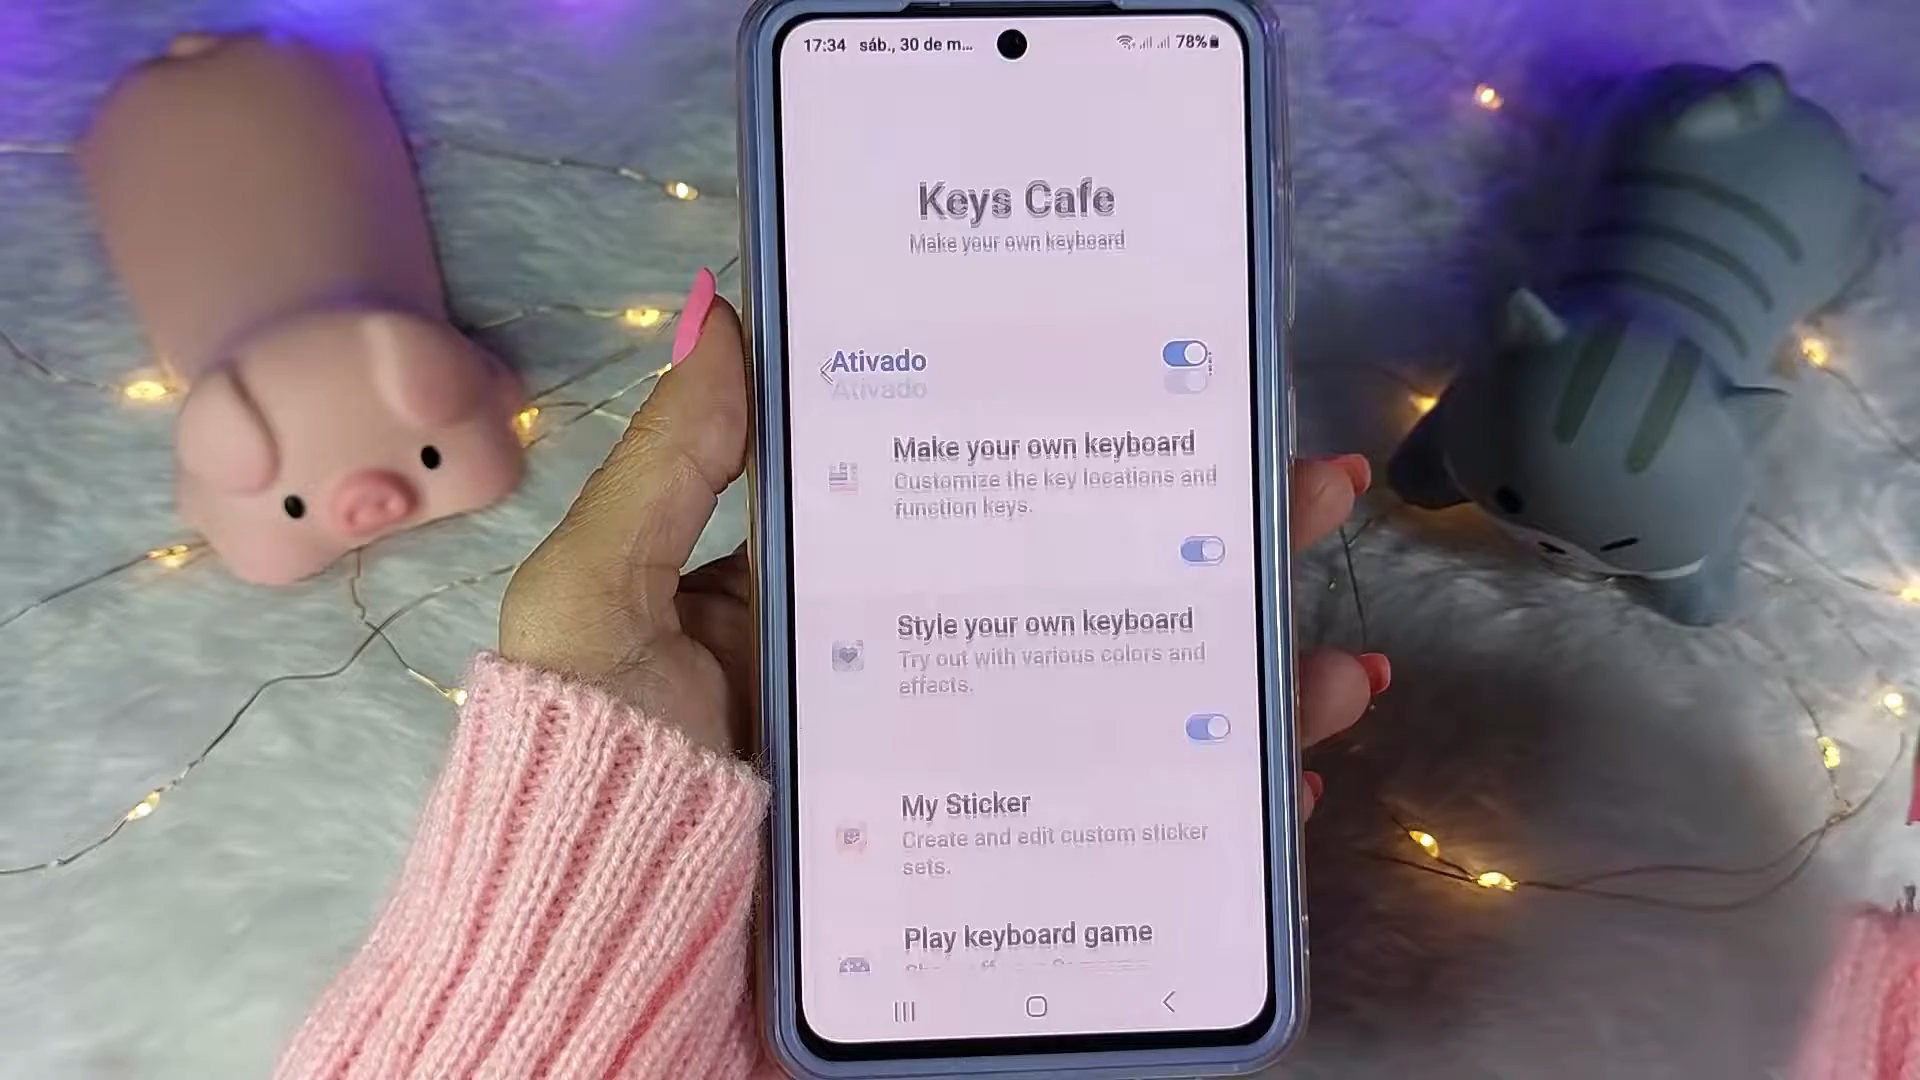 17:34 sáb., 30 de m... 78%
Keys Cafe
Make your own keyboard
Ativado
Ativado
Make your own keyboard
Customize the key locations and
function keys.
Style your own keyboard
Try out with various colors and
effects.
My Sticker
Create and edit custom sticker
sets.
Play keyboard game